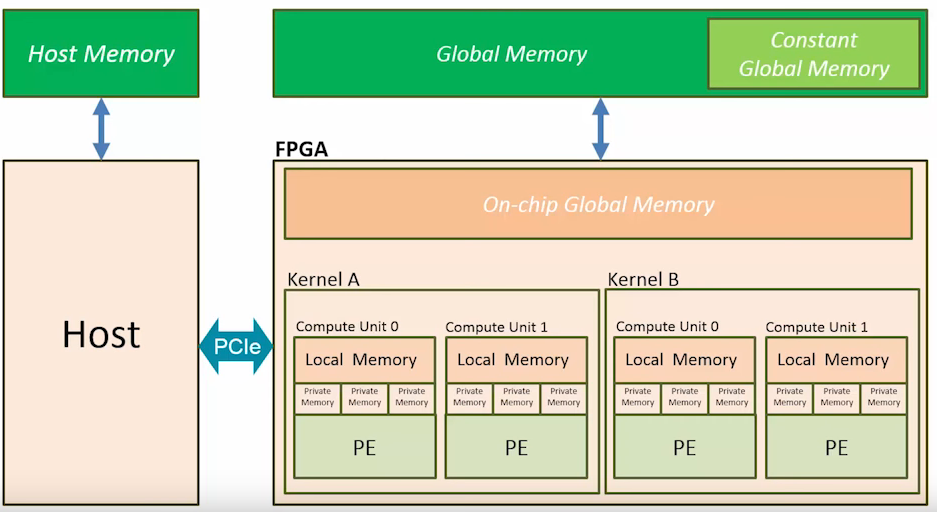 Host Memory
Global Memory
Constant
Global Memory
FPGA
On-chip Global Memory
Host
PCIe
Kernel A
Kernel B
Compute Unit 0
Compute Unit 1
Compute Unit 0
Compute Unit 1
Local Memory
Local Memory
Local Memory
Local Memory
Private Memory
Private Memory
Private Memory
Private Memory
Private Memory
Private Memory
Private Memory
Private Memory
Private Memory
Private Memory
Private Memory
Private Memory
PE
PE
PE
PE